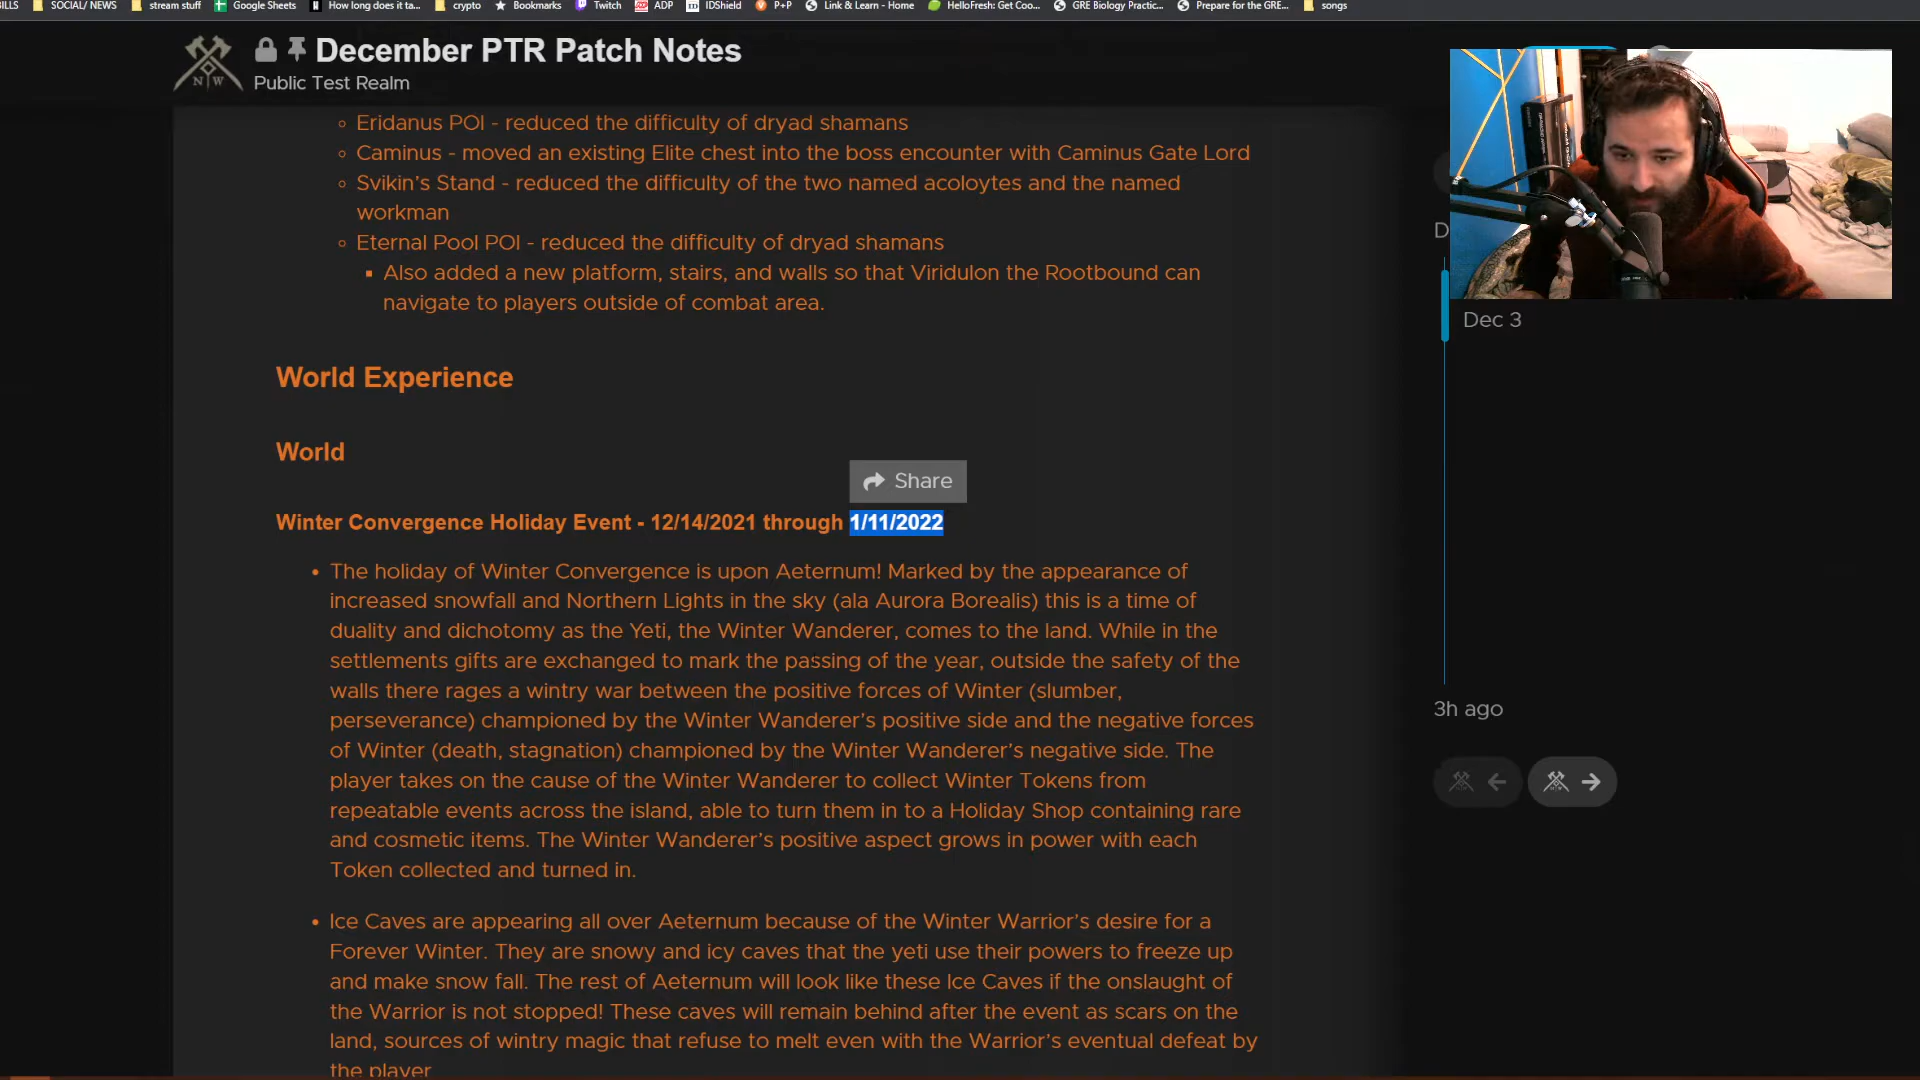 BILLS SOCIAL/ NEWS stream stuff Google Sheets How long does it ta... crypto Bookmarks Twitch ADP IDShield P+P Link & Learn - Home HelloFresh: Get Coo... GRE Biology Practic... Prepare for the GRE... songs
December PTR Patch Notes
N W
Public Test Realm
Eridanus POI - reduced the difficulty of dryad shamans
Caminus - moved an existing Elite chest into the boss encounter with Caminus Gate Lord
Svikin's Stand - reduced the difficulty of the two named acoloytes and the named
workman
Eternal Pool POI - reduced the difficulty of dryad shamans
Also added a new platform, stairs, and walls so that Viridulon the Rootbound can
navigate to players outside of combat area.
D
Dec 3
World Experience
World
Share
Winter Convergence Holiday Event - 12/14/2021 through 1/11/2022
The holiday of Winter Convergence is upon Aeternum! Marked by the appearance of
increased snowfall and Northern Lights in the sky (ala Aurora Borealis) this is a time of
duality and dichotomy as the Yeti, the Winter Wanderer, comes to the land. While in the
settlements gifts are exchanged to mark the passing of the year, outside the safety of the
walls there rages a wintry war between the positive forces of Winter (slumber,
perseverance) championed by the Winter Wanderer's positive side and the negative forces
of Winter (death, stagnation) championed by the Winter Wanderer's negative side. The
player takes on the cause of the Winter Wanderer to collect Winter Tokens from
repeatable events across the island, able to turn them in to a Holiday Shop containing rare
and cosmetic items. The Winter Wanderer's positive aspect grows in power with each
Token collected and turned in.
3h ago
Ice Caves are appearing all over Aeternum because of the Winter Warrior's desire for a
Forever Winter. They are snowy and icy caves that the yeti use their powers to freeze up
and make snow fall. The rest of Aeternum will look like these Ice Caves if the onslaught of
the Warrior is not stopped! These caves will remain behind after the event as scars on the
land, sources of wintry magic that refuse to melt even with the Warrior's eventual defeat by
the player